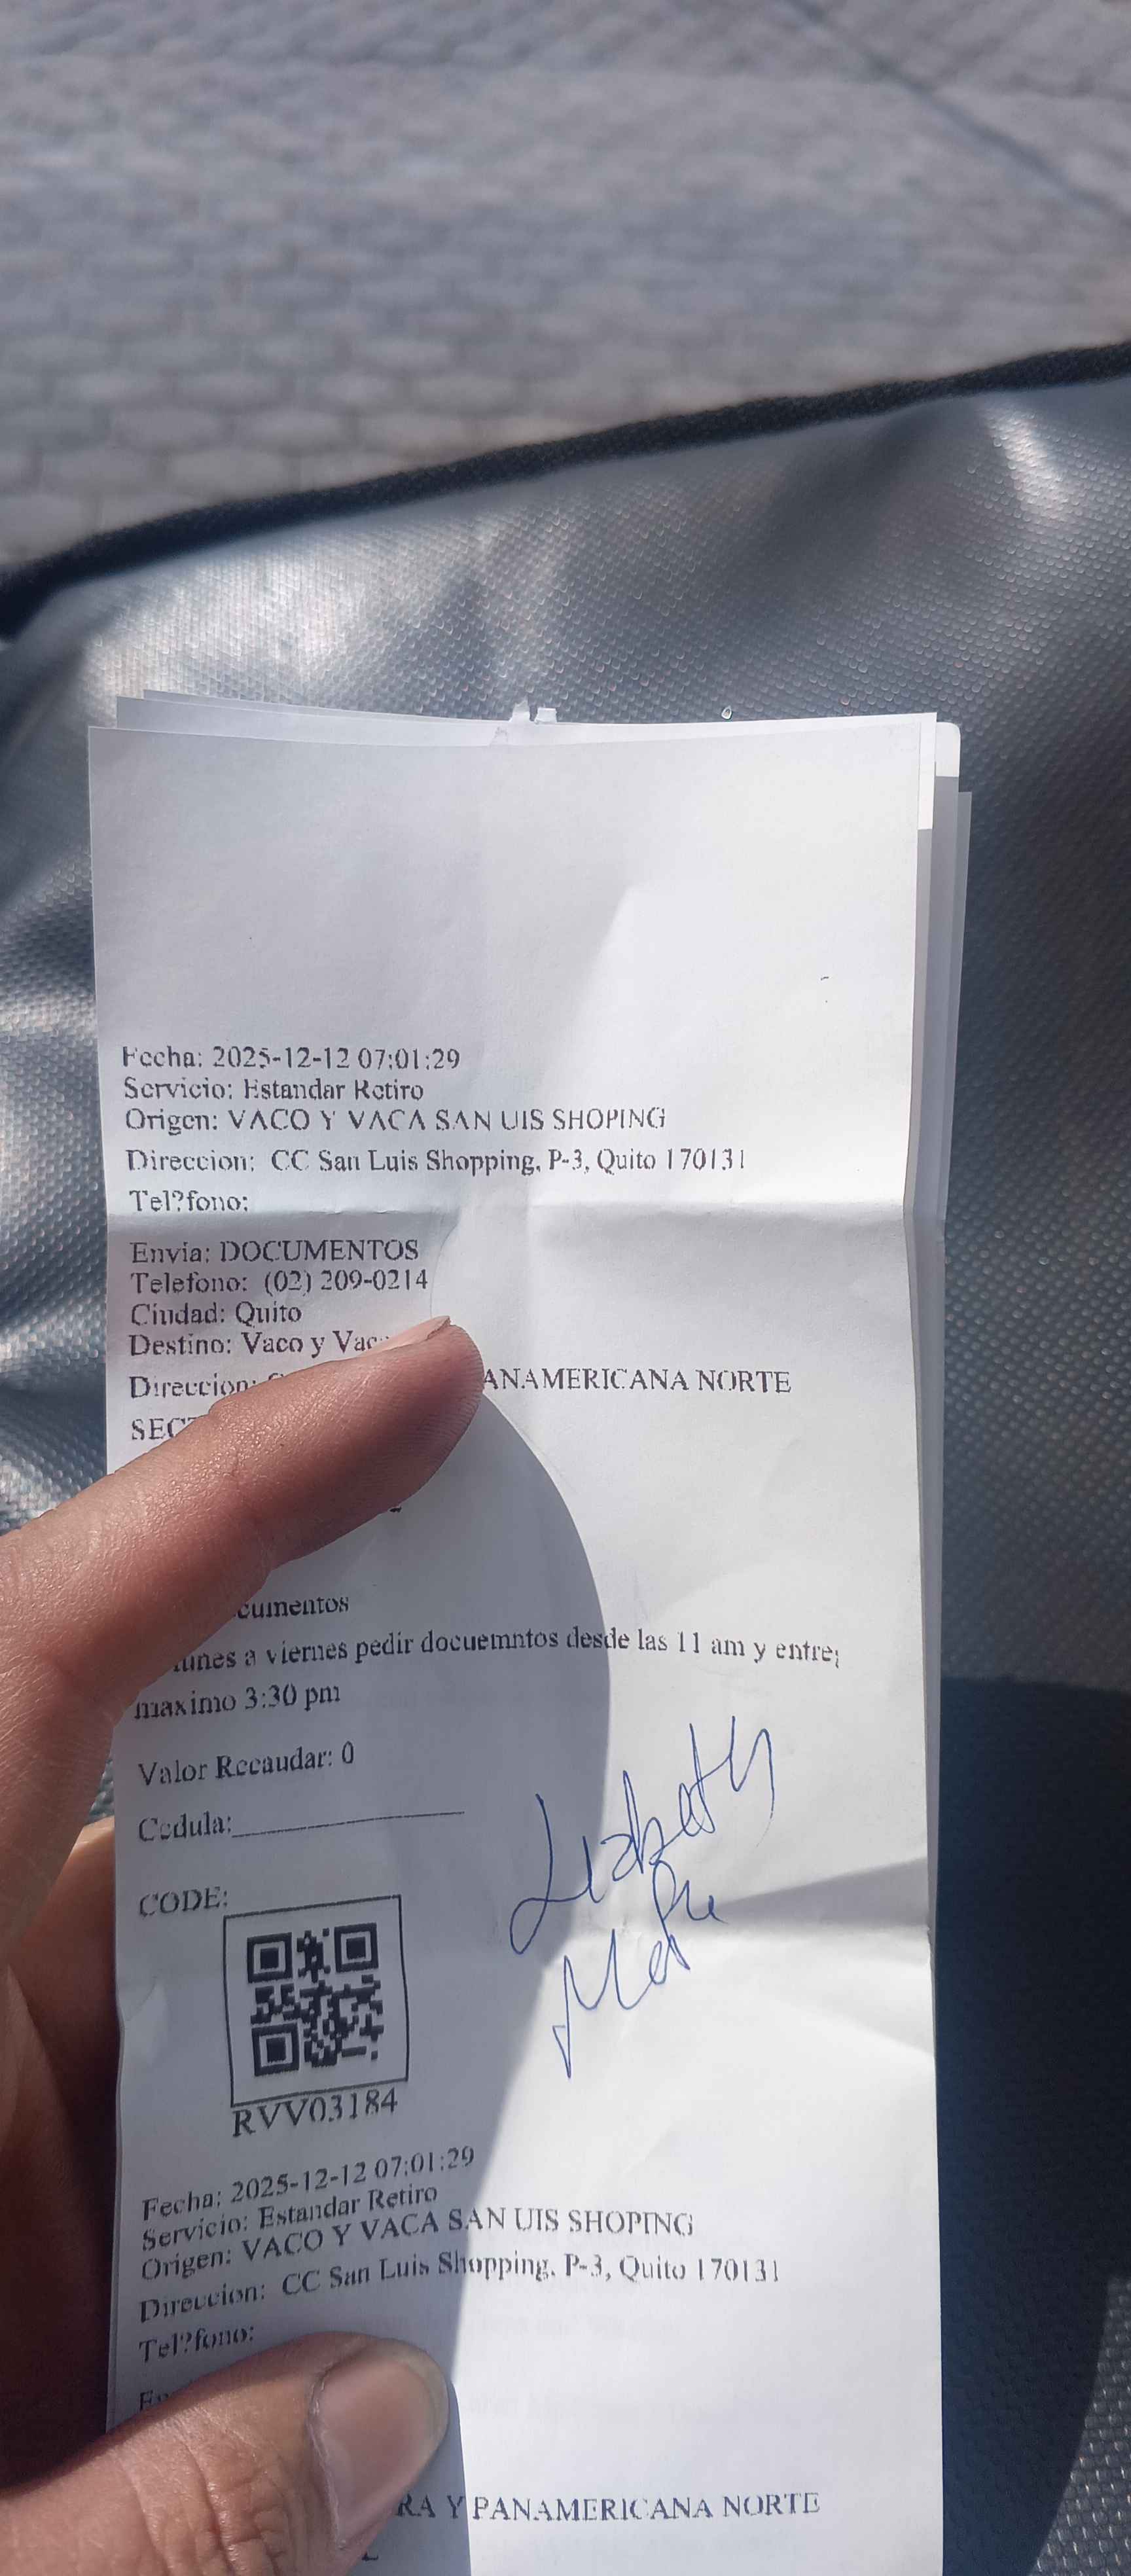 Fecha: 2025-12-12 07:01:29
Servicio: Estandar Retiro
Origen: VACO Y VACA SAN UIS SHOPING
Direccion: CC San Luis Shopping, P-3, Quito 170131
Tel?fono:
Envia: DOCUMENTOS
Telefono: (02) 209-0214
Ciudad: Quito
Destino: Vaco y Vac
Direccion: ANAMERICANA NORTE
SECT
cumentos
lunes a viernes pedir docuemntos desde las 11 am y entre
maximo 3:30 pm
Valor Recaudar: 0
Cedula:
CODE:
RVV03184
Fecha: 2025-12-12 07:01:29
Servicio: Estandar Retiro
Origen: VACO Y VACA SAN UIS SHOPING
Direccion: CC San Luis Shopping, P-3, Quito 170131
Tel?fono:
RA Y PANAMERICANA NORTE